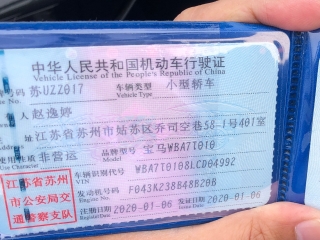 中华人民共和国机动车行驶证
Vehicle License of the People's Republic of China
车号码 苏UZZ017 车辆类型 小型轿车
Vehicle Type
有人 赵逸婷
址 江苏省苏州市姑苏区乔司空巷58-1号401室
使用性质 非营运 品牌型号 宝马WBA7T010
Use Character
江苏省苏州
市公安局交
通警察支队
车辆识别代号 WBA7T0108LCD04992
VIN
发动机号码 F043K238B48B20B
Engine No.
注册日期 2020-01-06 发证日期 2020-01-06
Register Date